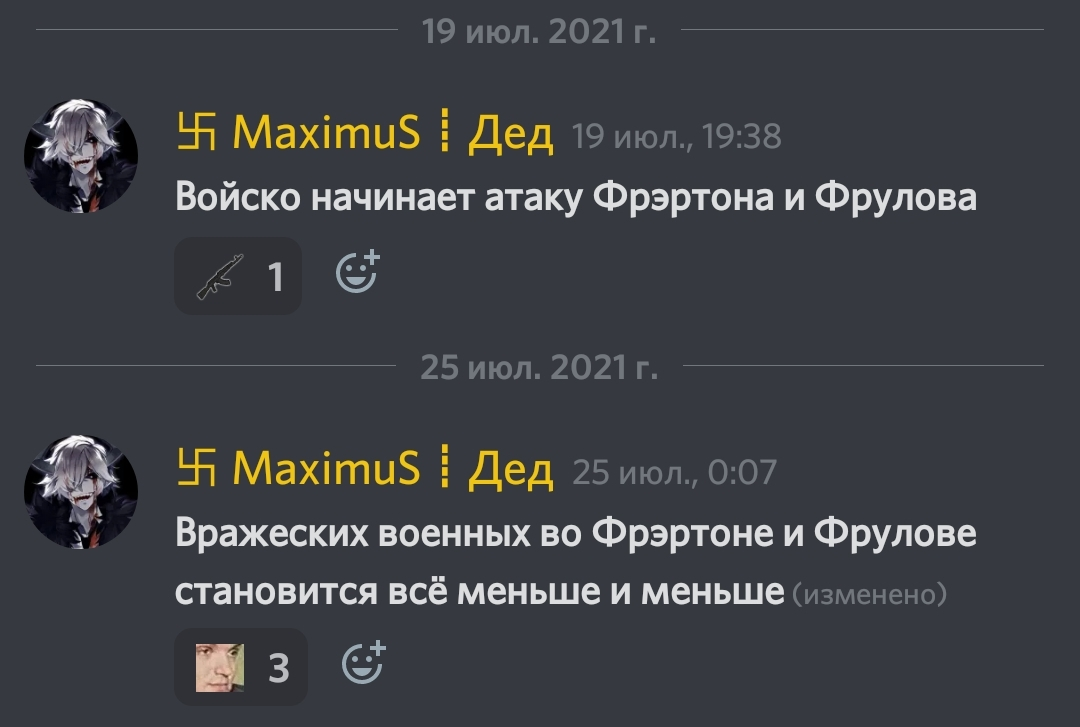 19 июл. 2021 г.
卐 MaximuS ┋ Дед 19 июл., 19:38
Войско начинает атаку Фрэртона и Фрулова
1
25 июл. 2021 г.
卐 MaximuS ┋ Дед 25 июл., 0:07
Вражеских военных во Фрэртоне и Фрулове
становится всё меньше и меньше (изменено)
3